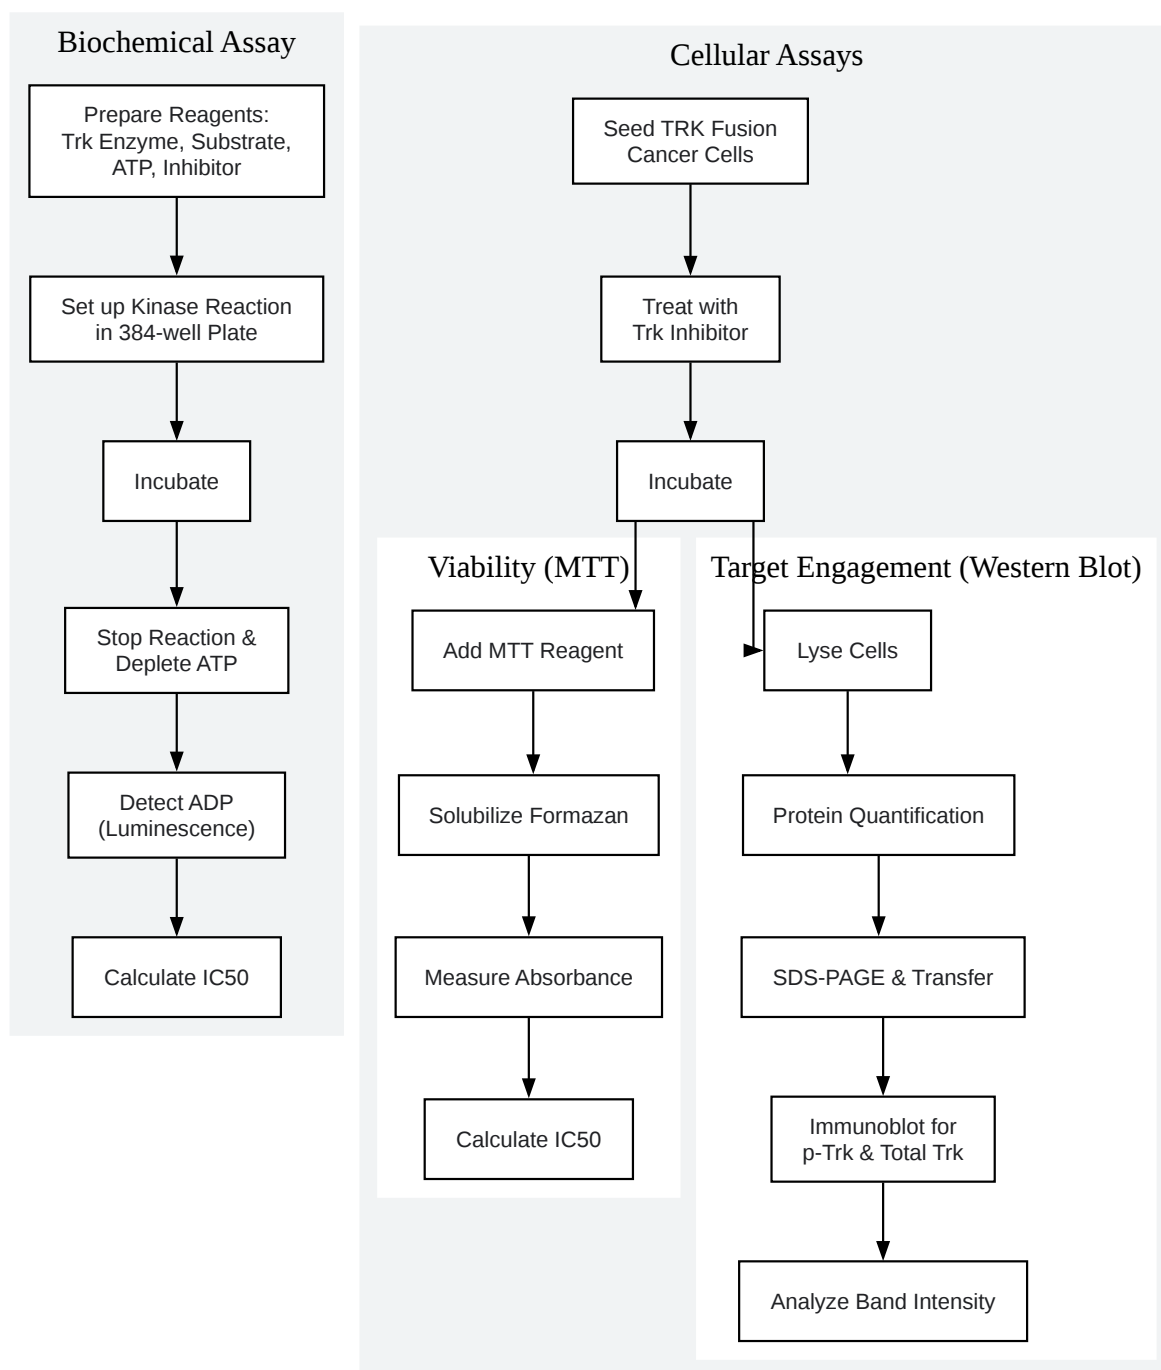 Biochemical Assay
Prepare Reagents:
Trk Enzyme, Substrate,
ATP, Inhibitor
Set up Kinase Reaction
in 384-well Plate
Incubate
Stop Reaction &
Deplete ATP
Detect ADP
(Luminescence)
Calculate IC50
Cellular Assays
Seed TRK Fusion
Cancer Cells
Treat with
Trk Inhibitor
Incubate
Viability (MTT)
Add MTT Reagent
Solubilize Formazan
Measure Absorbance
Calculate IC50
Target Engagement (Western Blot)
Lyse Cells
Protein Quantification
SDS-PAGE & Transfer
Immunoblot for
p-Trk & Total Trk
Analyze Band Intensity